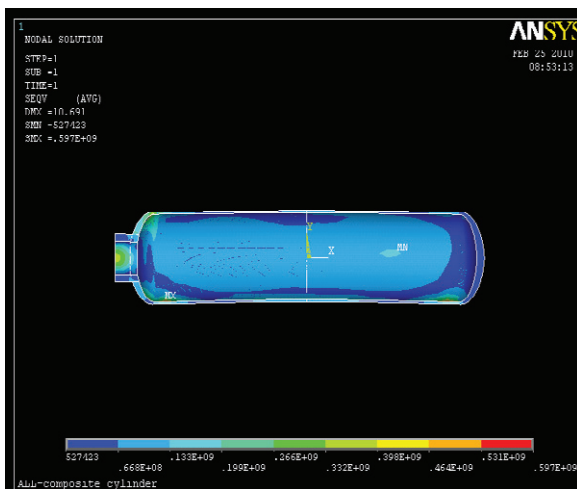 1
NODAL SOLUTION
STEP=1
SUB =1
TIME=1
SEQV (AVG)
DMX =10.691
SMN =527423
SMX =.597E+09
ANSYS
FEB 25 2010
08:53:13
Y
X
MN
MX
527423 .133E+09 .266E+09 .398E+09 .531E+09
.668E+08 .199E+09 .332E+09 .464E+09 .597E+09
ALL-composite cylinder